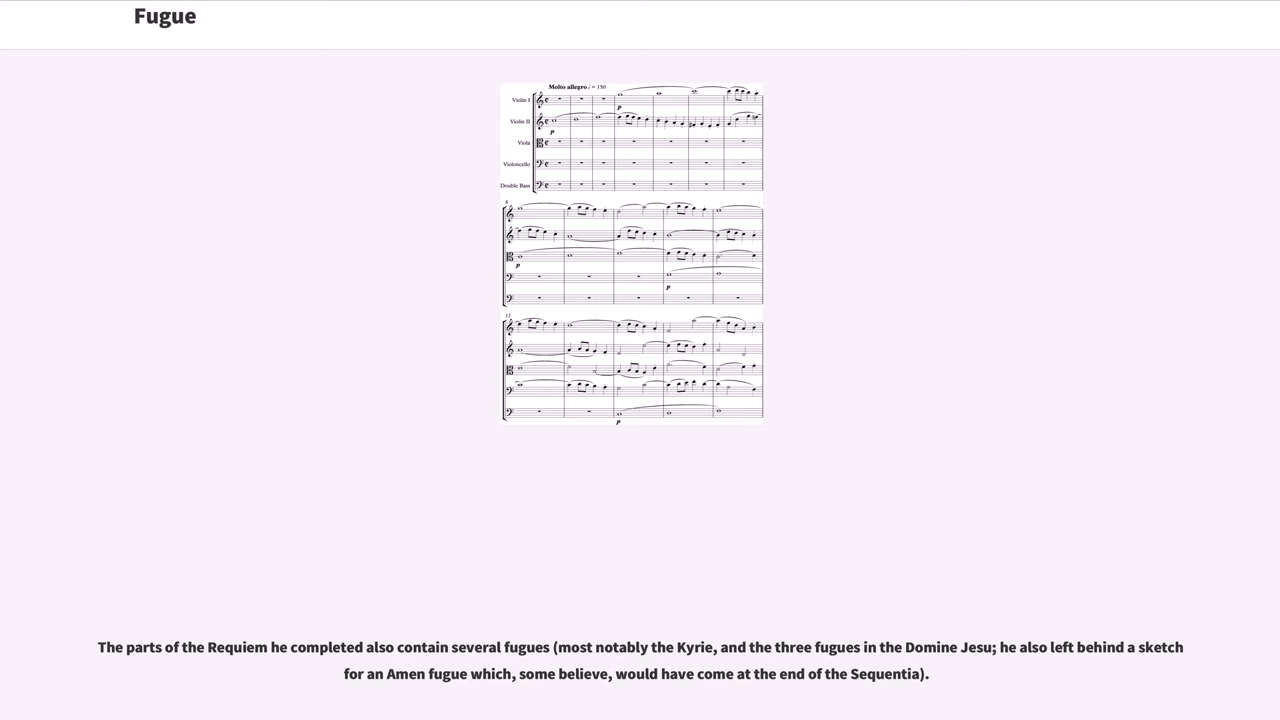 Fugue
Molto allegro ♩ = 150
Violin I
p
Violin II
p
Viola
Violoncello
Double Bass
8
p
p
13
p
The parts of the Requiem he completed also contain several fugues (most notably the Kyrie, and the three fugues in the Domine Jesu; he also left behind a sketch
for an Amen fugue which, some believe, would have come at the end of the Sequentia).